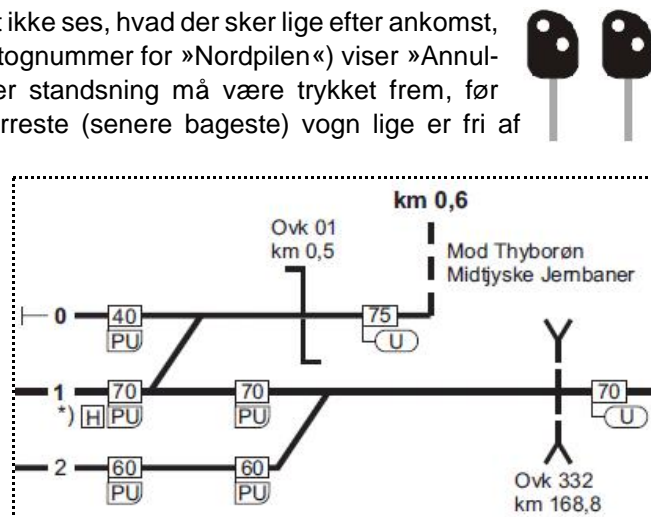 t ikke ses, hvad der sker lige efter ankomst,
tognummer for »Nordpilen«) viser »Annul-
er standsning må være trykket frem, før
rreste (senere bageste) vogn lige er fri af
km 0,6
Ovk 01
km 0,5
Mod Thyborøn
Midtjyske Jernbaner
0 40 75
PU U
1 70 70 70
*) H PU PU U
2 60 60
PU PU
Ovk 332
km 168,8